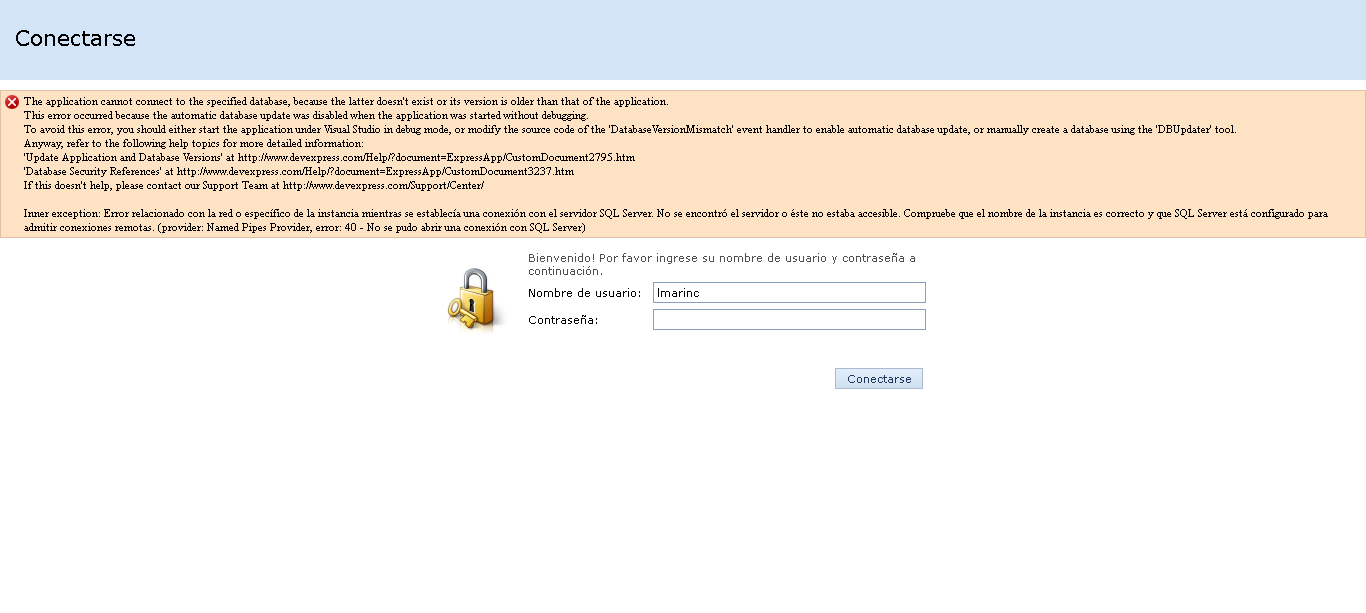 Conectarse
The application cannot connect to the specified database, because the latter doesn't exist or its version is older than that of the application.
This error occurred because the automatic database update was disabled when the application was started without debugging.
To avoid this error, you should either start the application under Visual Studio in debug mode, or modify the source code of the 'DatabaseVersionMismatch' event handler to enable automatic database update, or manually create a database using the 'DBUpdater' tool.
Anyway, refer to the following help topics for more detailed information:
'Update Application and Database Versions' at http://www.devexpress.com/Help/?document=ExpressApp/CustomDocument2795.htm
'Database Security References' at http://www.devexpress.com/Help/?document=ExpressApp/CustomDocument3237.htm
If this doesn't help, please contact our Support Team at http://www.devexpress.com/Support/Center/
Inner exception: Error relacionado con la red o específico de la instancia mientras se establecía una conexión con el servidor SQL Server. No se encontró el servidor o éste no estaba accesible. Compruebe que el nombre de la instancia es correcto y que SQL Server está configurado para
admitir conexiones remotas. (provider: Named Pipes Provider, error: 40 - No se pudo abrir una conexión con SQL Server)
Bienvenido! Por favor ingrese su nombre de usuario y contraseña a
continuación.
Nombre de usuario: lmarinc
Contraseña:
Conectarse